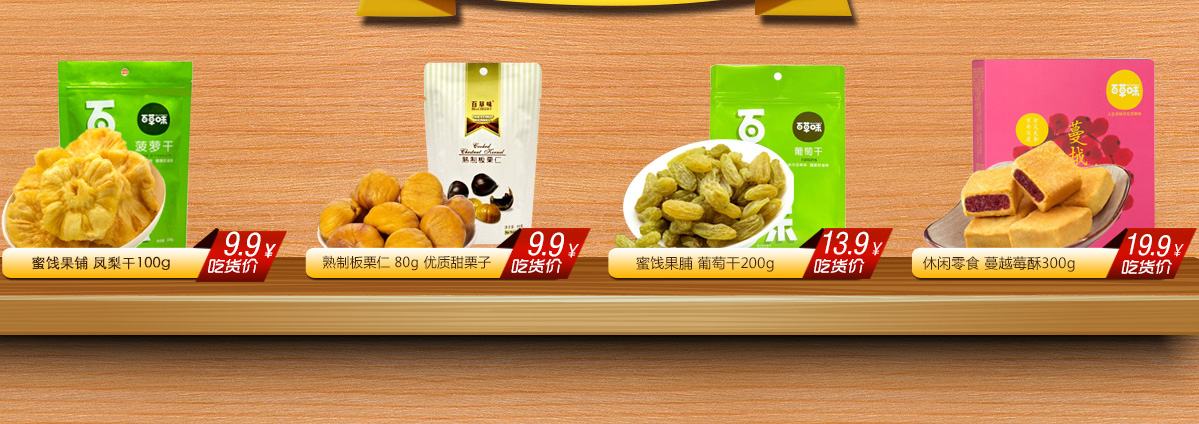 百草味
菠萝干
蜜饯果铺 凤梨干100g
9.9¥
吃货价
百草味
Cooked
Chestnut Kernel
熟制板栗仁
熟制板栗仁 80g 优质甜栗子
9.9¥
吃货价
百草味
葡萄干
蜜饯果脯 葡萄干200g
13.9¥
吃货价
百草味
蔓越
休闲零食 蔓越莓酥300g
19.9¥
吃货价